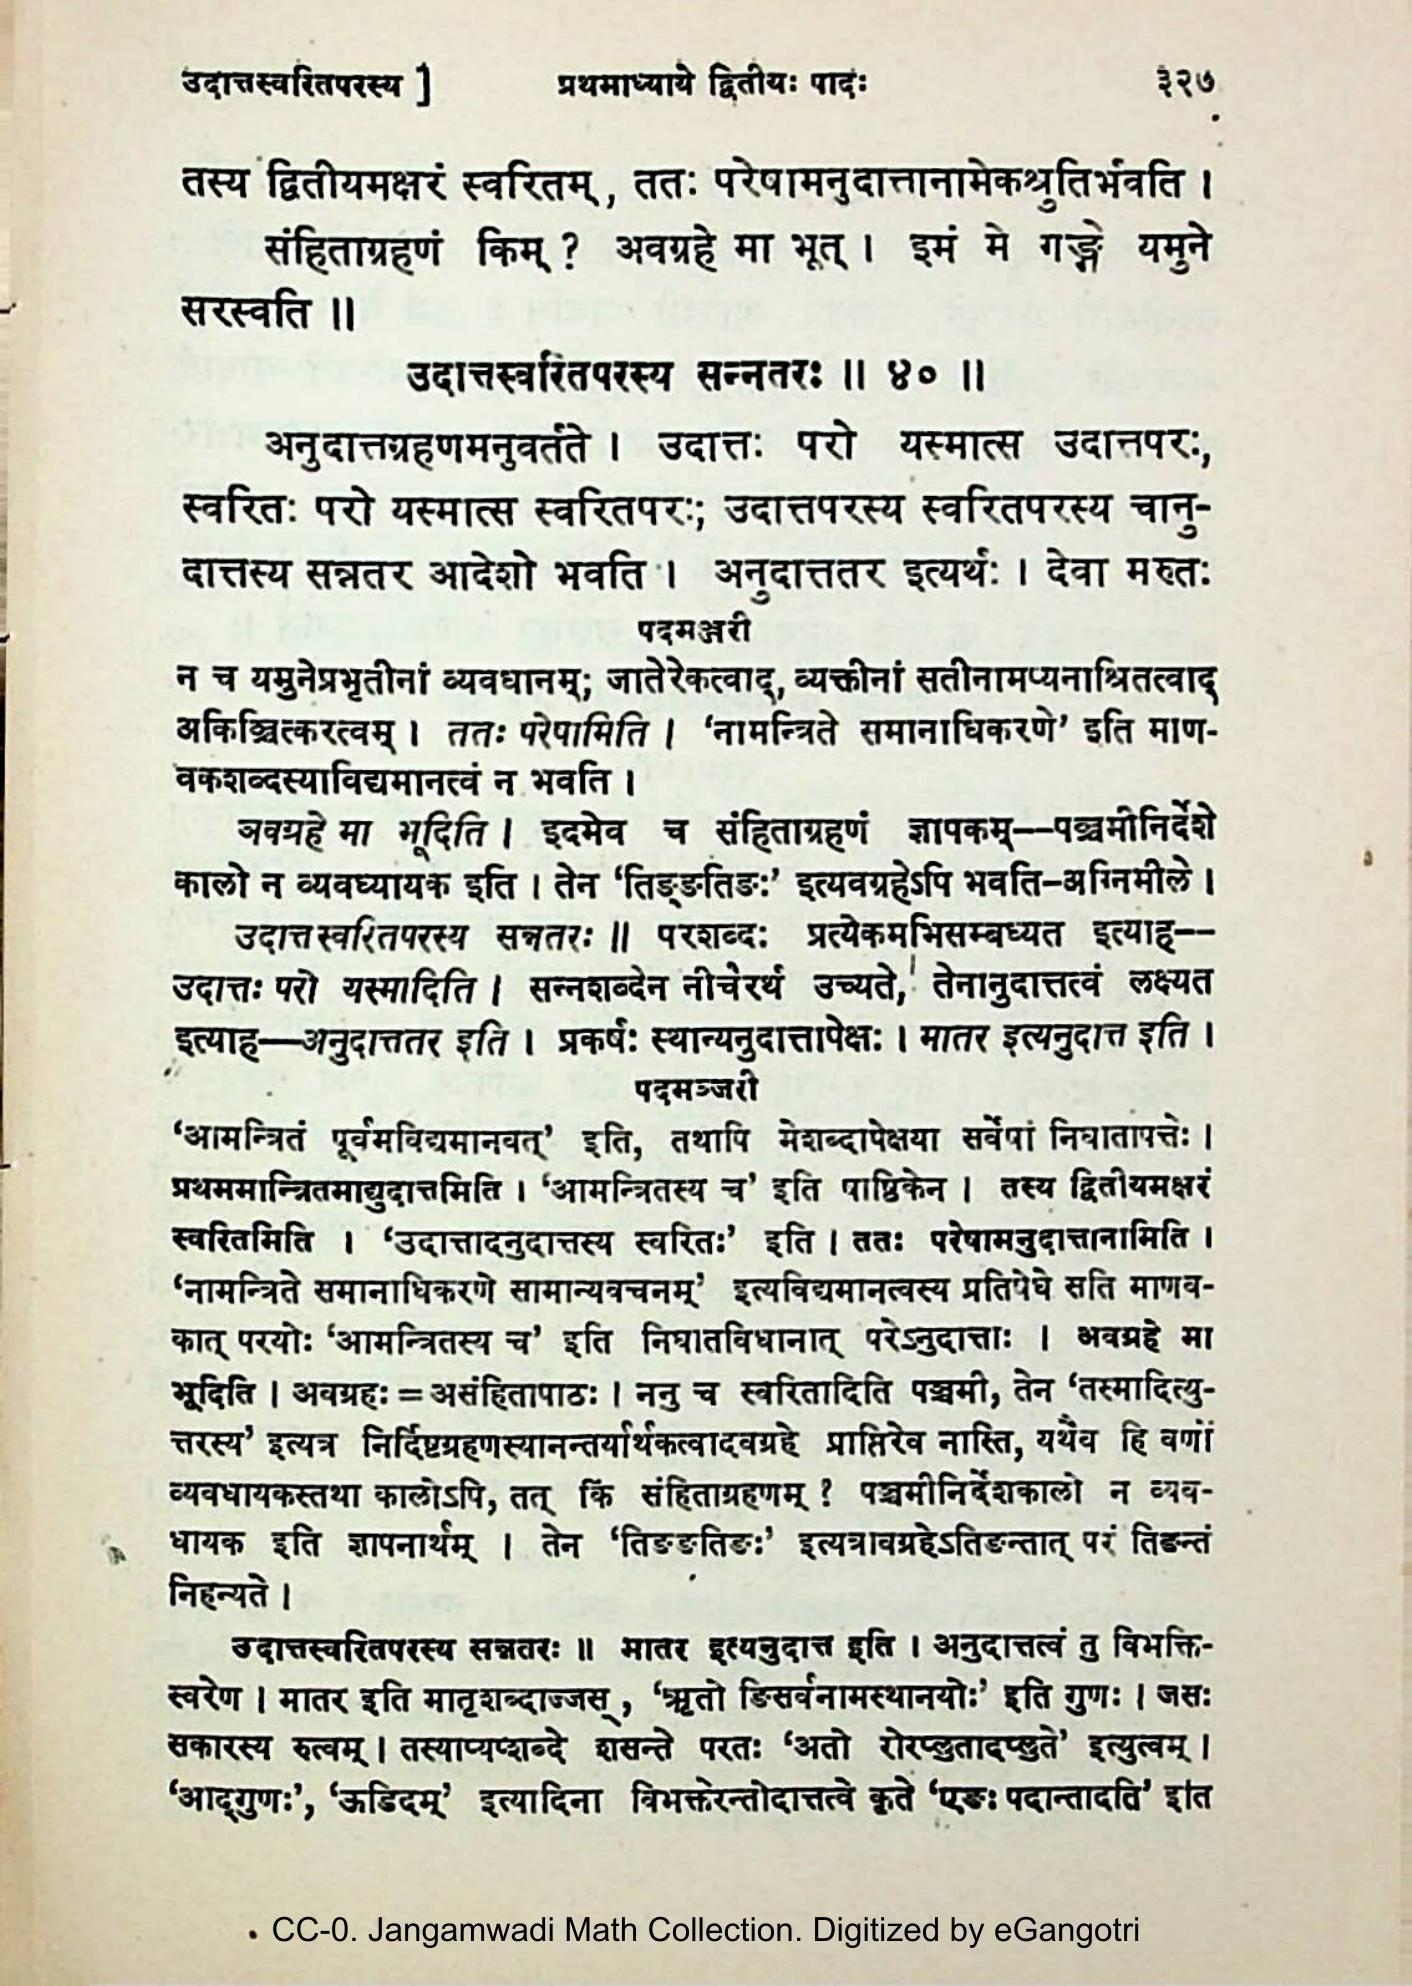 उदात्तस्वरितपरस्य ] प्रथमाध्याये द्वितीयः पादः ३२७
तस्य द्वितीयमक्षरं स्वरितम्, ततः परेषामनुदात्तानामेकश्रुतिर्भवति ।
संहिताग्रहणं किम् ? अवग्रहे मा भूत् । इमं मे गङ्गे यमुने
सरस्वति ॥
उदात्तस्वरितपरस्य सन्नतरः ॥ ४० ॥
अनुदात्तग्रहणमनुवर्तते । उदात्तः परो यस्मात्स उदात्तपरः,
स्वरितः परो यस्मात्स स्वरितपरः; उदात्तपरस्य स्वरितपरस्य चानु-
दात्तस्य सन्नतर आदेशो भवति । अनुदात्ततर इत्यर्थः । देवा मरुतः
पदमञ्जरी
न च यमुनेप्रभृतीनां व्यवधानम्; जातेरेकत्वाद्, व्यक्तीनां सतीनामप्यनाश्रितत्वाद्
अकिञ्चित्करत्वम् । ततः परेषामिति । ‘नामन्त्रिते समानाधिकरणे’ इति माण-
वकशब्दस्याविद्यमानत्वं न भवति ।
अवग्रहे मा भूदिति । इदमेव च संहिताग्रहणं ज्ञापकम्—पञ्चमीनिर्देशे
कालो न व्यवध्यायक इति । तेन ‘तिङ्ङतिङः’ इत्यवग्रहेऽपि भवति–अग्निमीले ।
उदात्तस्वरितपरस्य सन्नतरः ॥ परशब्दः प्रत्येकमभिसम्बध्यत इत्याह—
उदात्तः परो यस्मादिति । सन्नशब्देन नीचेरर्थ उच्यते, तेनानुदात्तत्वं लक्ष्यत
इत्याह—अनुदात्ततर इति । प्रकर्षः स्थान्यनुदात्तापेक्षः । मातर इत्यनुदात्त इति ।
पदमञ्जरी
‘आमन्त्रितं पूर्वमविद्यमानवत्’ इति, तथापि मेशब्दापेक्षया सर्वेषां निघातापत्तेः ।
प्रथममामन्त्रितमाद्युदात्तमिति । ‘आमन्त्रितस्य च’ इति षाष्ठिकेन । तस्य द्वितीयमक्षरं
स्वरितमिति । ‘उदात्तादनुदात्तस्य स्वरितः’ इति । ततः परेषामनुदात्तानामिति ।
‘नामन्त्रिते समानाधिकरणे सामान्यवचनम्’ इत्यविद्यमानत्वस्य प्रतिषेधे सति माणव-
कात् परयोः ‘आमन्त्रितस्य च’ इति निघातविधानात् परेऽनुदात्ताः । अवग्रहे मा
भूदिति । अवग्रहः = असंहितापाठः । ननु च स्वरितादिति पञ्चमी, तेन ‘तस्मादित्यु-
त्तरस्य’ इत्यत्र निर्दिष्टग्रहणस्यानन्तर्यार्थकत्वादवग्रहे प्राप्तिरेव नास्ति, यथैव हि वर्णो
व्यवधायकस्तथा कालोऽपि, तत् किं संहिताग्रहणम् ? पञ्चमीनिर्देशकालो न व्यव-
धायक इति ज्ञापनार्थम् । तेन ‘तिङङतिङः’ इत्यत्रावग्रहेऽतिङन्तात् परं तिङन्तं
निहन्यते ।
उदात्तस्वरितपरस्य सन्नतरः ॥ मातर इत्यनुदात्त इति । अनुदात्तत्वं तु विभक्ति-
स्वरेण । मातर इति मातृशब्दाज्जस्, ‘ऋतो ङिसर्वनामस्थानयोः’ इति गुणः । जसः
सकारस्य रुत्वम् । तस्याप्यप्शब्दे शसन्ते परतः ‘अतो रोरप्लुतादप्लुते’ इत्युत्वम् ।
‘आद्गुणः’, ‘ऊडिदम्’ इत्यादिना विभक्तेरन्तोदात्तत्वे कृते ‘एङः पदान्तादति’ इति
CC-0. Jangamwadi Math Collection. Digitized by eGangotri